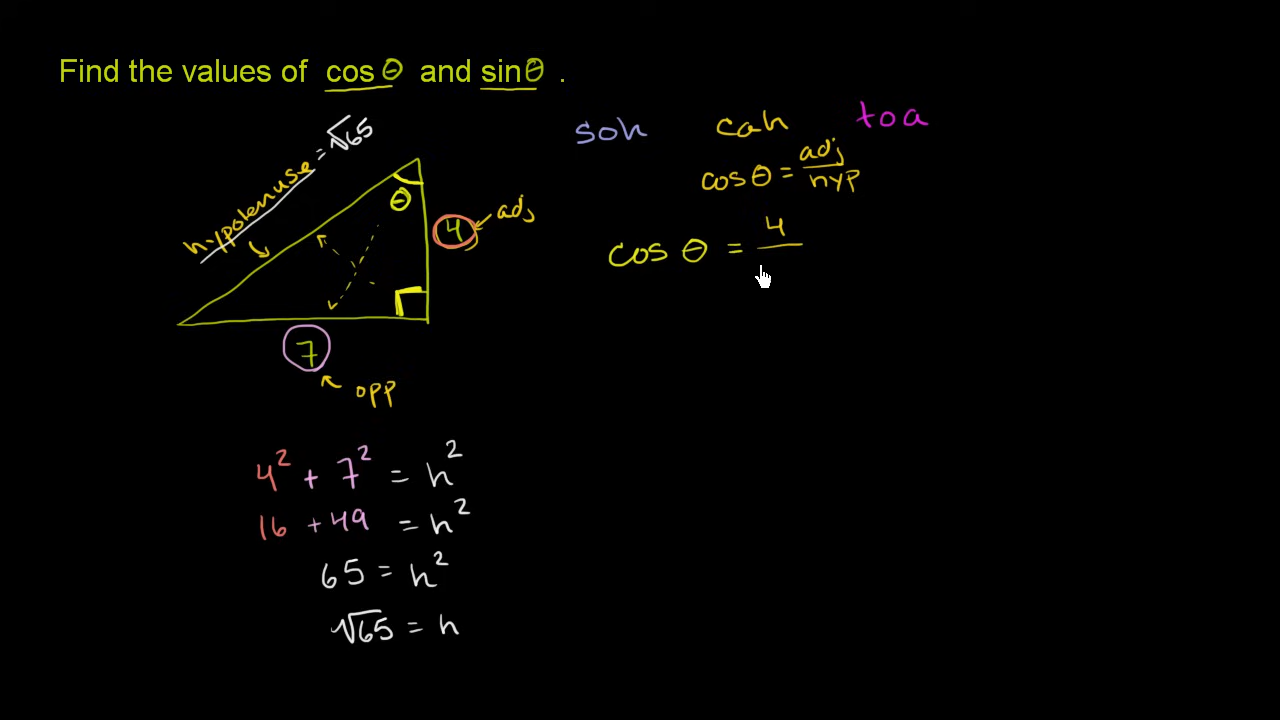 Find the values of cos θ and sin θ .
soh cah toa
cos θ = adj/hyp
hypotenuse = √65
θ
4 ← adj
cos θ = 4
7
opp
4² + 7² = h²
16 + 49 = h²
65 = h²
√65 = h